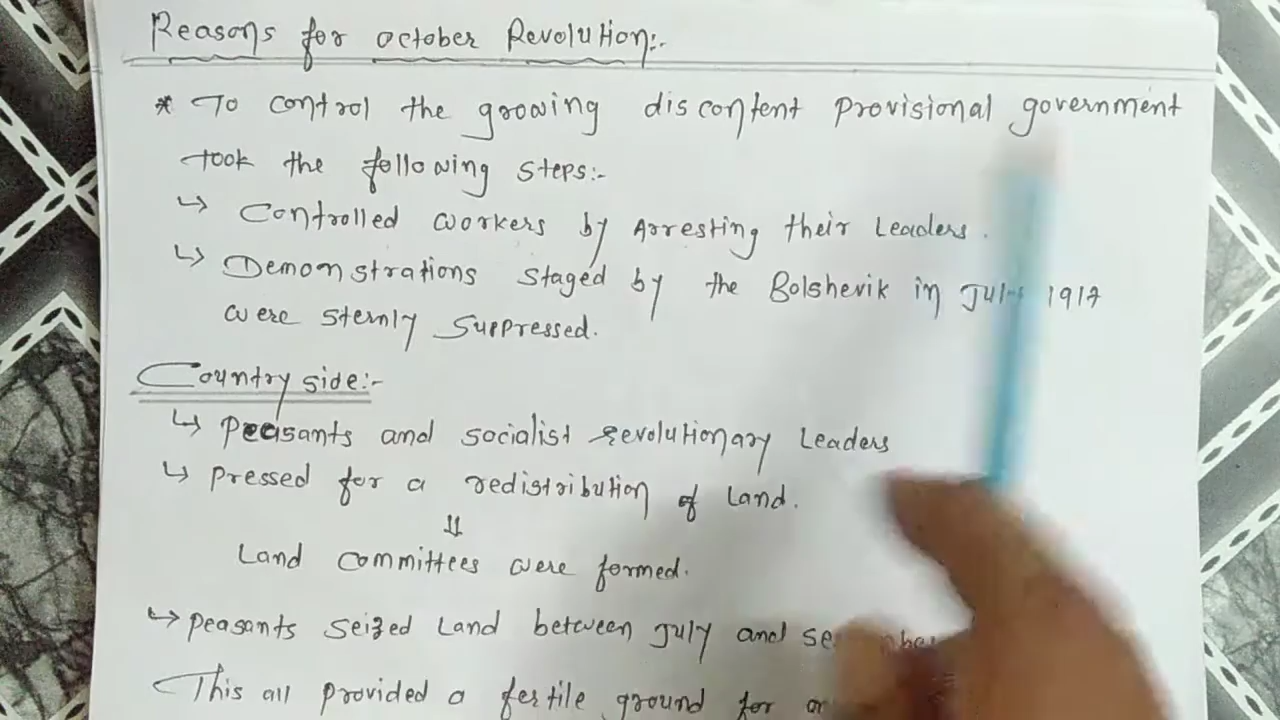 Reasons for October Revolution:-
* To control the growing discontent provisional government
took the following steps:-
↳ Controlled workers by Arresting their Leaders.
↳ Demonstrations staged by the Bolshevik in July 1917
were sternly suppressed.
Country side:-
↳ peasants and socialist revolutionary Leaders
↳ pressed for a redistribution of Land.
⇓
Land committees were formed.
↳ peasants seized Land between July and
This all provided a fertile ground for